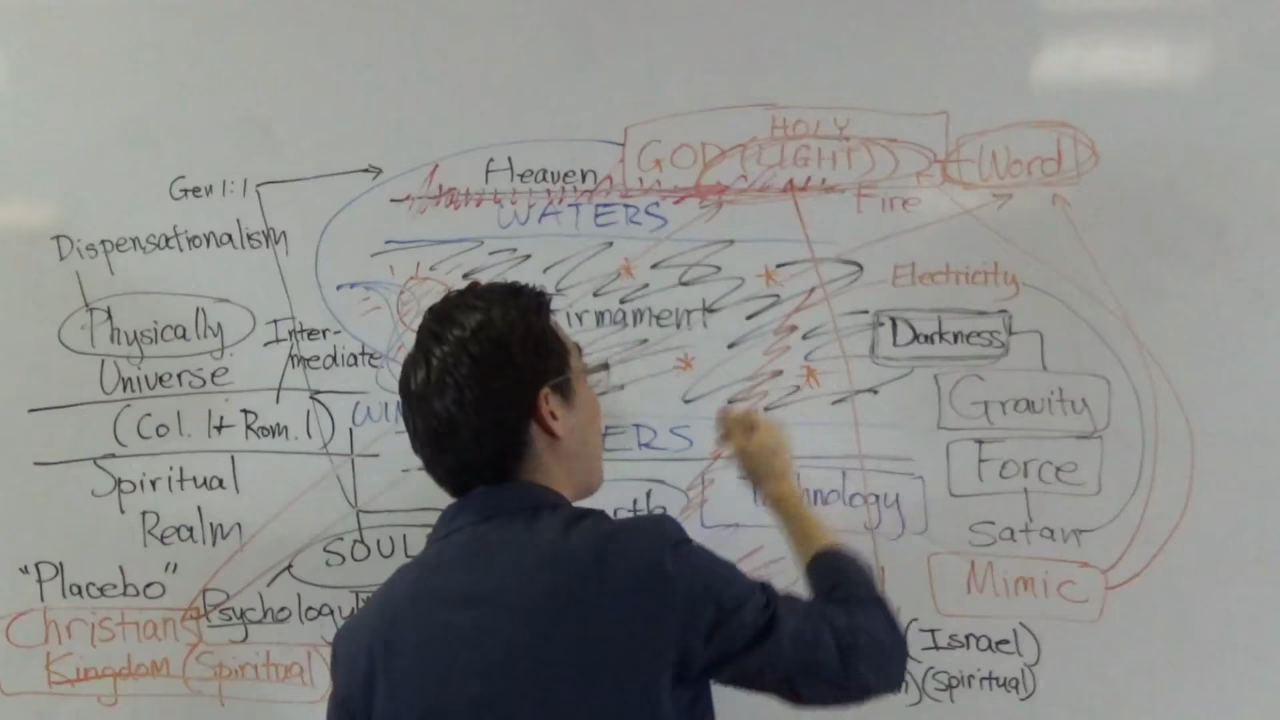 HOLY
Heaven GOD (LIGHT) + Word
Gen 1:1
WATERS Fire
Dispensationalism
Electricity
Physically
Inter-
mediate
Darkness
Universe
(Col. 1 + Rom. 1)
Gravity
Force
Spiritual
Realm
Satan
SOUL
"Placebo"
Mimic
Christians
Psychology
Kingdom (Spiritual)
(Israel)
(Spiritual)